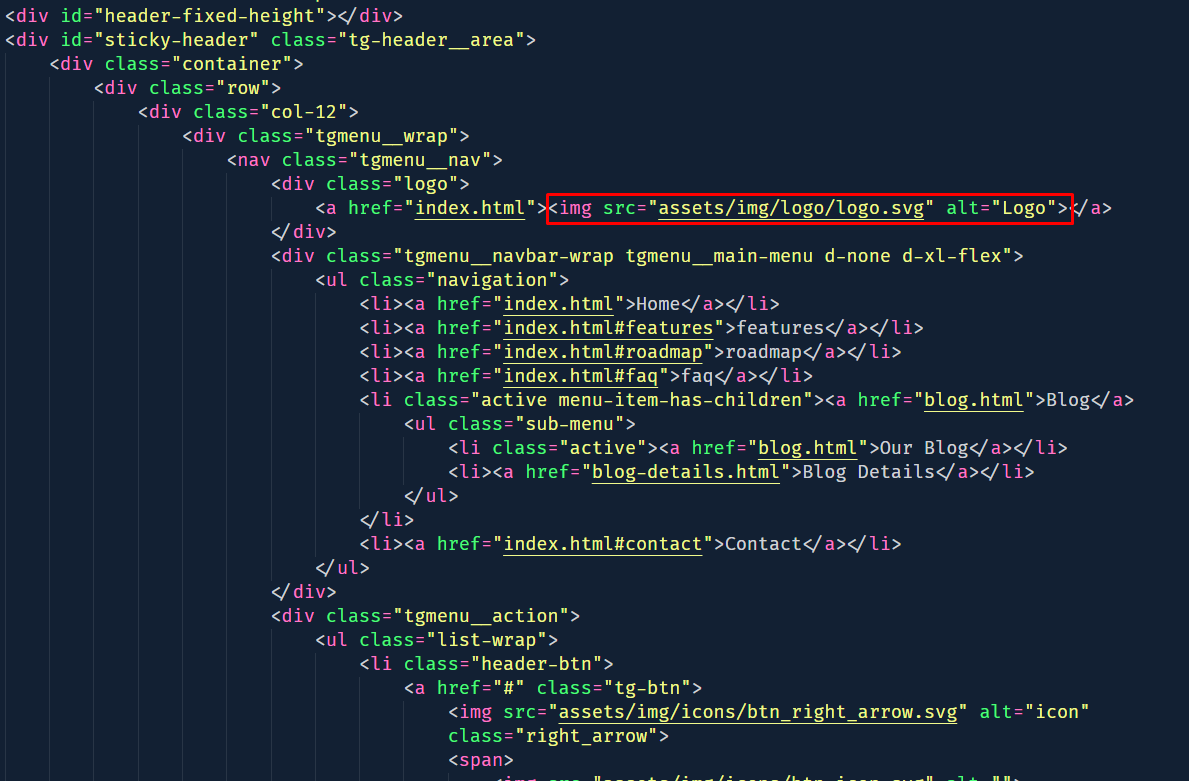 <div id="header-fixed-height"></div>
<div id="sticky-header" class="tg-header__area">
<div class="container">
<div class="row">
<div class="col-12">
<div class="tgmenu__wrap">
<nav class="tgmenu__nav">
<div class="logo">
<a href="index.html"><img src="assets/img/logo/logo.svg" alt="Logo"></a>
</div>
<div class="tgmenu__navbar-wrap tgmenu__main-menu d-none d-xl-flex">
<ul class="navigation">
<li><a href="index.html">Home</a></li>
<li><a href="index.html#features">features</a></li>
<li><a href="index.html#roadmap">roadmap</a></li>
<li><a href="index.html#faq">faq</a></li>
<li class="active menu-item-has-children"><a href="blog.html">Blog</a>
<ul class="sub-menu">
<li class="active"><a href="blog.html">Our Blog</a></li>
<li><a href="blog-details.html">Blog Details</a></li>
</ul>
</li>
<li><a href="index.html#contact">Contact</a></li>
</ul>
</div>
<div class="tgmenu__action">
<ul class="list-wrap">
<li class="header-btn">
<a href="#" class="tg-btn">
<img src="assets/img/icons/btn_right_arrow.svg" alt="icon"
class="right_arrow">
<span>